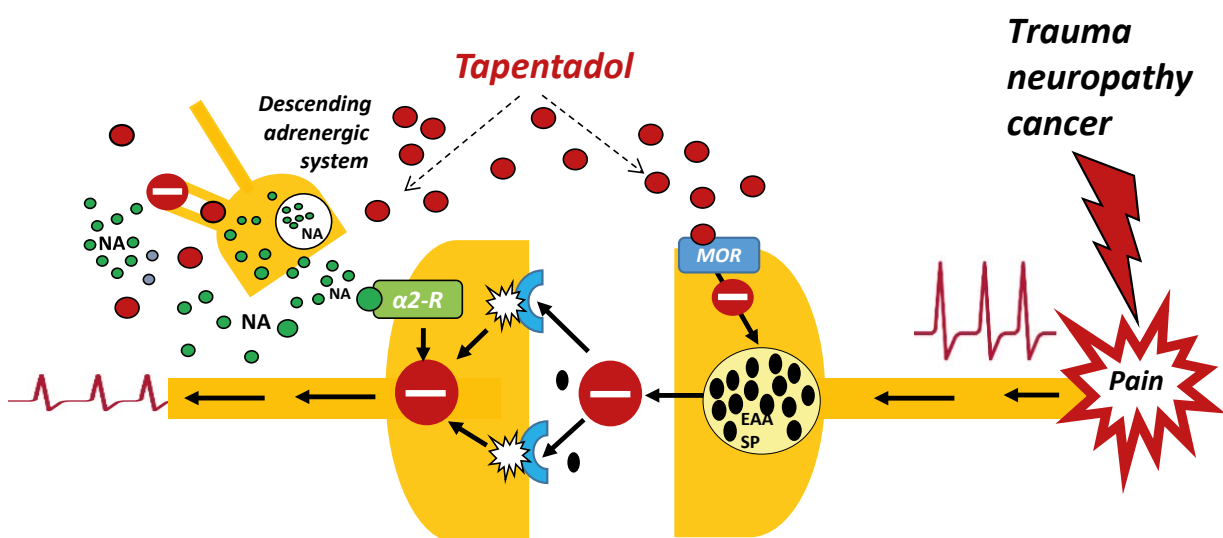 Trauma
neuropathy
cancer
Tapentadol
Descending
adrenergic
system
NA
NA
NA
NA
α2-R
MOR
EAA
SP
Pain